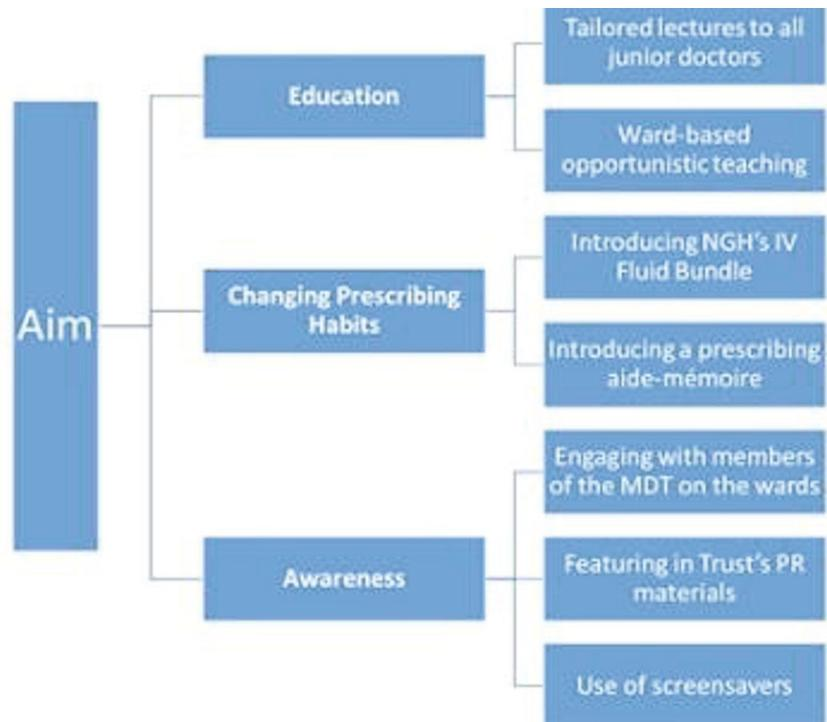 Aim
Education
Tailored lectures to all
junior doctors
Ward-based
opportunistic teaching
Changing Prescribing
Habits
Introducing NGH's IV
Fluid Bundle
Introducing a prescribing
aide-mémoire
Awareness
Engaging with members
of the MDT on the wards
Featuring in Trust's PR
materials
Use of screensavers